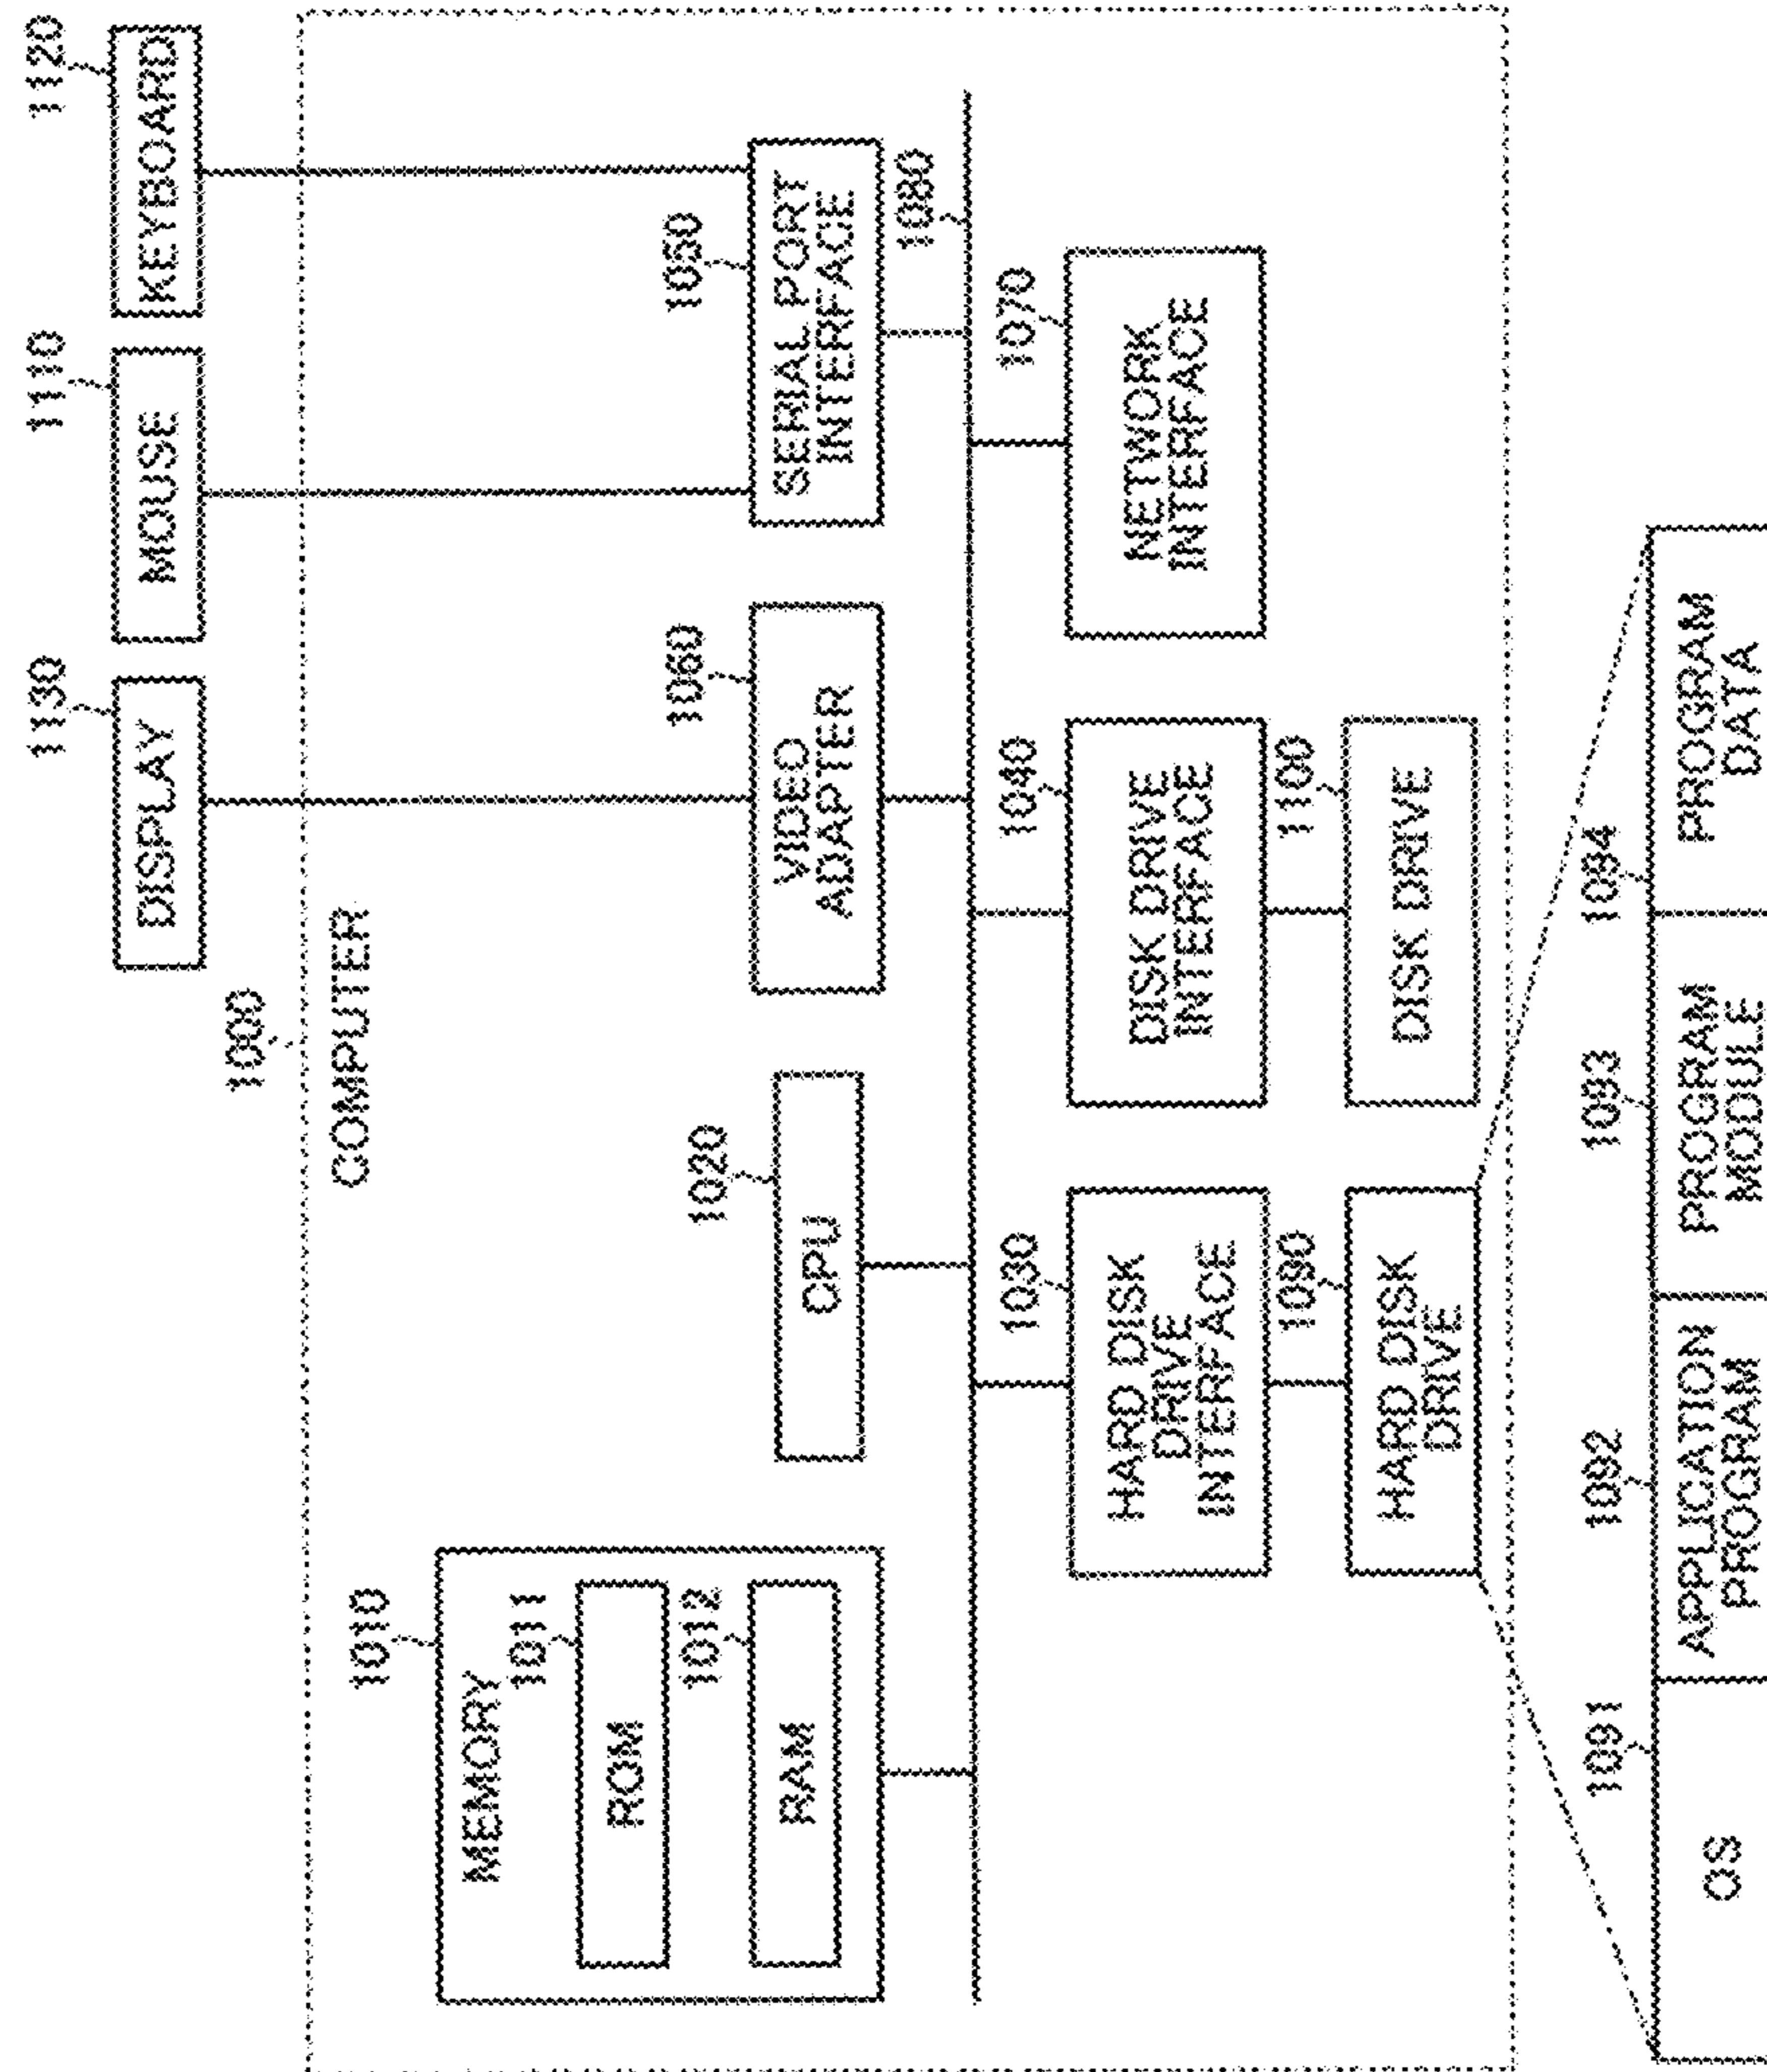 1130
DISPLAY
1110
MOUSE
1120
KEYBOARD
1000
COMPUTER
1010
MEMORY
1011
ROM
1012
RAM
1020
CPU
1060
VIDEO
ADAPTER
1050
SERIAL PORT
INTERFACE
1080
1030
HARD DISK
DRIVE
INTERFACE
1040
DISK DRIVE
INTERFACE
1070
NETWORK
INTERFACE
1090
HARD DISK
DRIVE
1100
DISK DRIVE
1091
OS
1092
APPLICATION
PROGRAM
1093
PROGRAM
MODULE
1094
PROGRAM
DATA